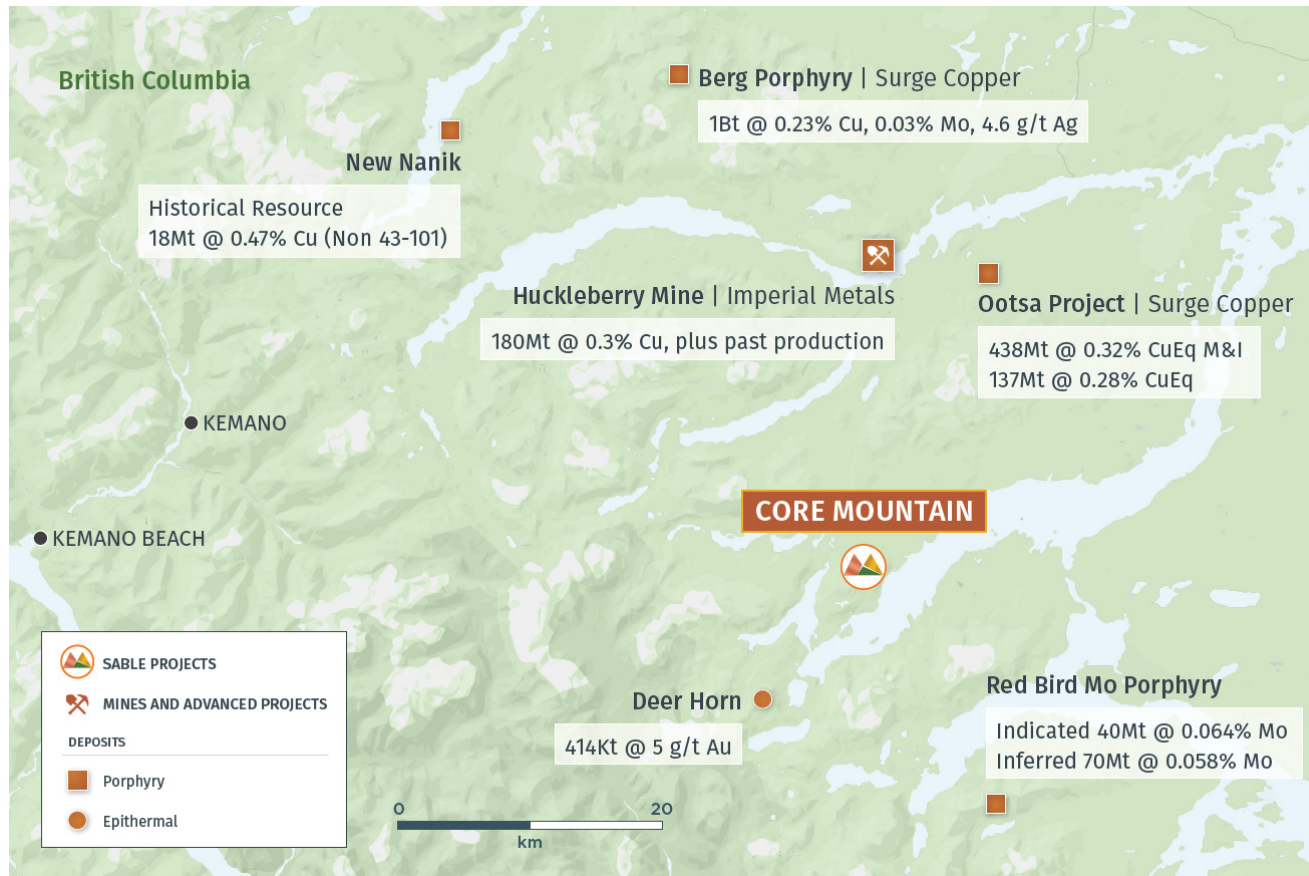 British Columbia
Berg Porphyry | Surge Copper
1Bt @ 0.23% Cu, 0.03% Mo, 4.6 g/t Ag
New Nanik
Historical Resource
18Mt @ 0.47% Cu (Non 43-101)
Huckleberry Mine | Imperial Metals
180Mt @ 0.3% Cu, plus past production
Ootsa Project | Surge Copper
438Mt @ 0.32% CuEq M&I
137Mt @ 0.28% CuEq
KEMANO
KEMANO BEACH
CORE MOUNTAIN
Deer Horn
414Kt @ 5 g/t Au
Red Bird Mo Porphyry
Indicated 40Mt @ 0.064% Mo
Inferred 70Mt @ 0.058% Mo
SABLE PROJECTS
MINES AND ADVANCED PROJECTS
DEPOSITS
Porphyry
Epithermal
0 20
km